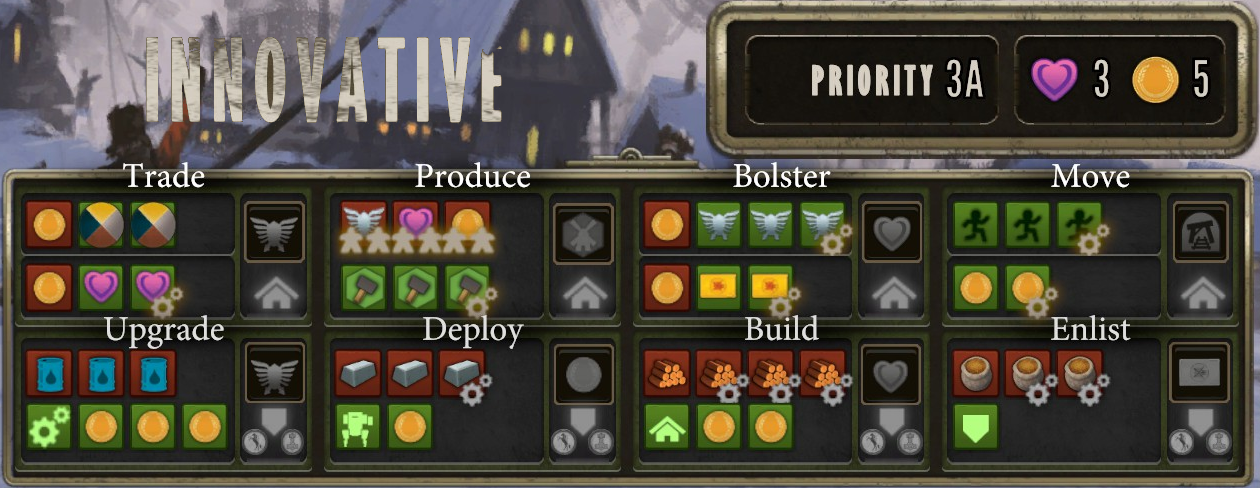 INNOVATIVE
PRIORITY 3A
3 5
Trade Produce Bolster Move
Upgrade Deploy Build Enlist